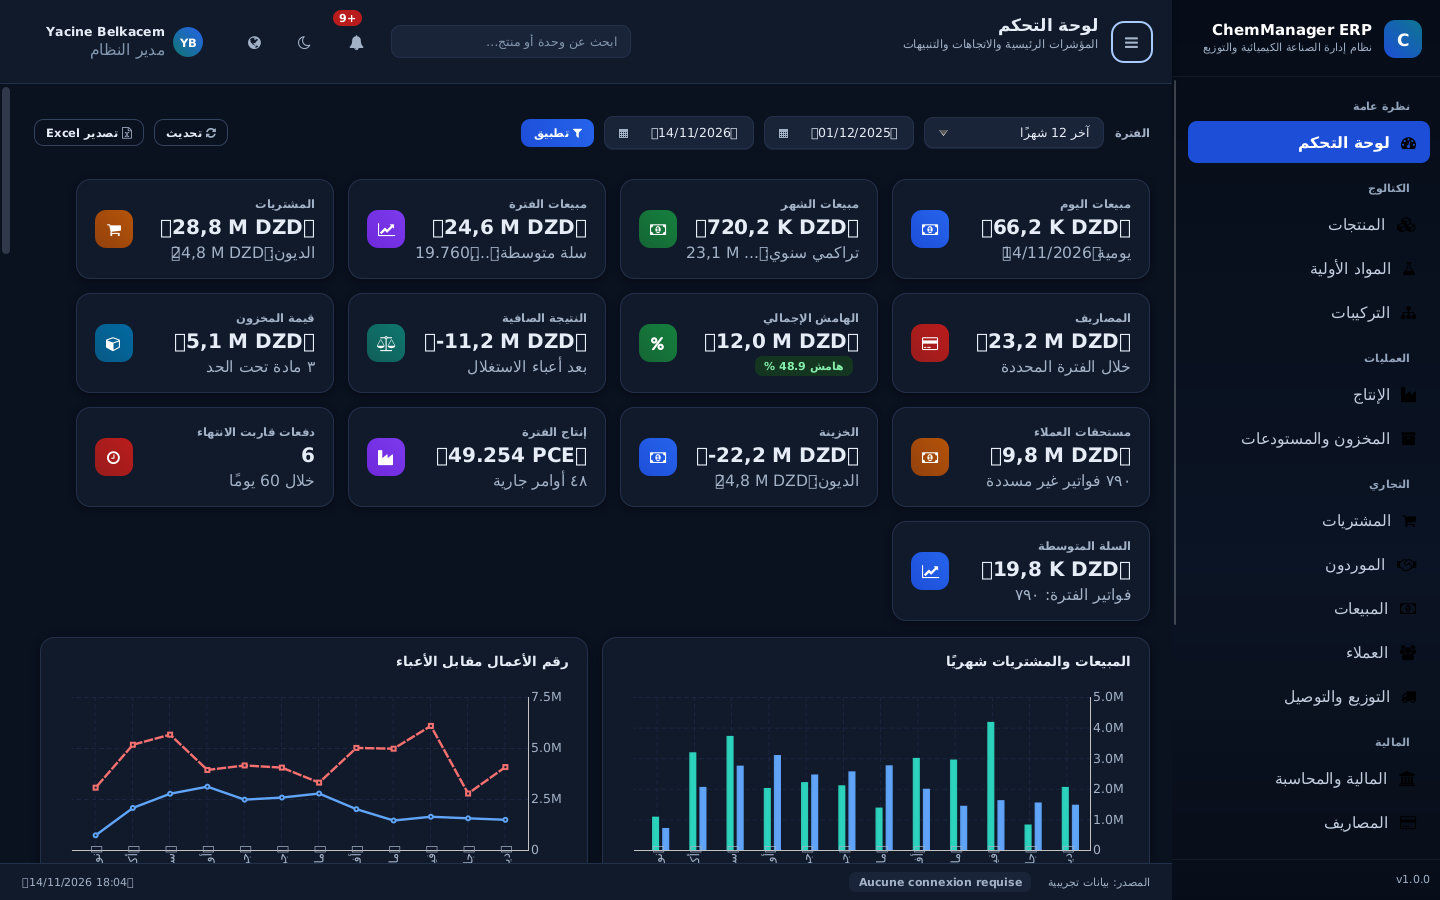 ChemManager ERP
نظام إدارة الصناعة الكيميائية والتوزيع
C
نظرة عامة
لوحة التحكم
الكتالوج
المنتجات
المواد الأولية
التركيبات
العمليات
الإنتاج
المخزون والمستودعات
التجاري
المشتريات
الموردون
المبيعات
العملاء
التوزيع والتوصيل
المالية
المالية والمحاسبة
المصاريف
v1.0.0
لوحة التحكم
المؤشرات الرئيسية والاتجاهات والتنبيهات
ابحث عن وحدة أو منتج...
9+
YB
Yacine Belkacem
مدير النظام
الفترة
آخر 12 شهرًا
01/12/2025
14/11/2026
تطبيق
تحديث
تصدير Excel
مبيعات اليوم
66,2 K DZD
يومية 14/11/2026
مبيعات الشهر
720,2 K DZD
تراكمي سنوي: 23,1 M ...
مبيعات الفترة
24,6 M DZD
سلة متوسطة: 19.760,...
المشتريات
28,8 M DZD
الديون: 24,8 M DZD
المصاريف
23,2 M DZD
خلال الفترة المحددة
الهامش الإجمالي
12,0 M DZD
هامش 48.9 %
النتيجة الصافية
-11,2 M DZD
بعد أعباء الاستغلال
قيمة المخزون
5,1 M DZD
٣ مادة تحت الحد
مستحقات العملاء
9,8 M DZD
٧٩٠ فواتير غير مسددة
الخزينة
-22,2 M DZD
الديون: 24,8 M DZD
إنتاج الفترة
49.254 PCE
٤٨ أوامر جارية
دفعات قاربت الانتهاء
6
خلال 60 يومًا
السلة المتوسطة
19,8 K DZD
فواتير الفترة: ٧٩٠
المبيعات والمشتريات شهريًا
5.0M
4.0M
3.0M
2.0M
1.0M
0
رقم الأعمال مقابل الأعباء
7.5M
5.0M
2.5M
0
المصدر: بيانات تجريبية
Aucune connexion requise
14/11/2026 18:04